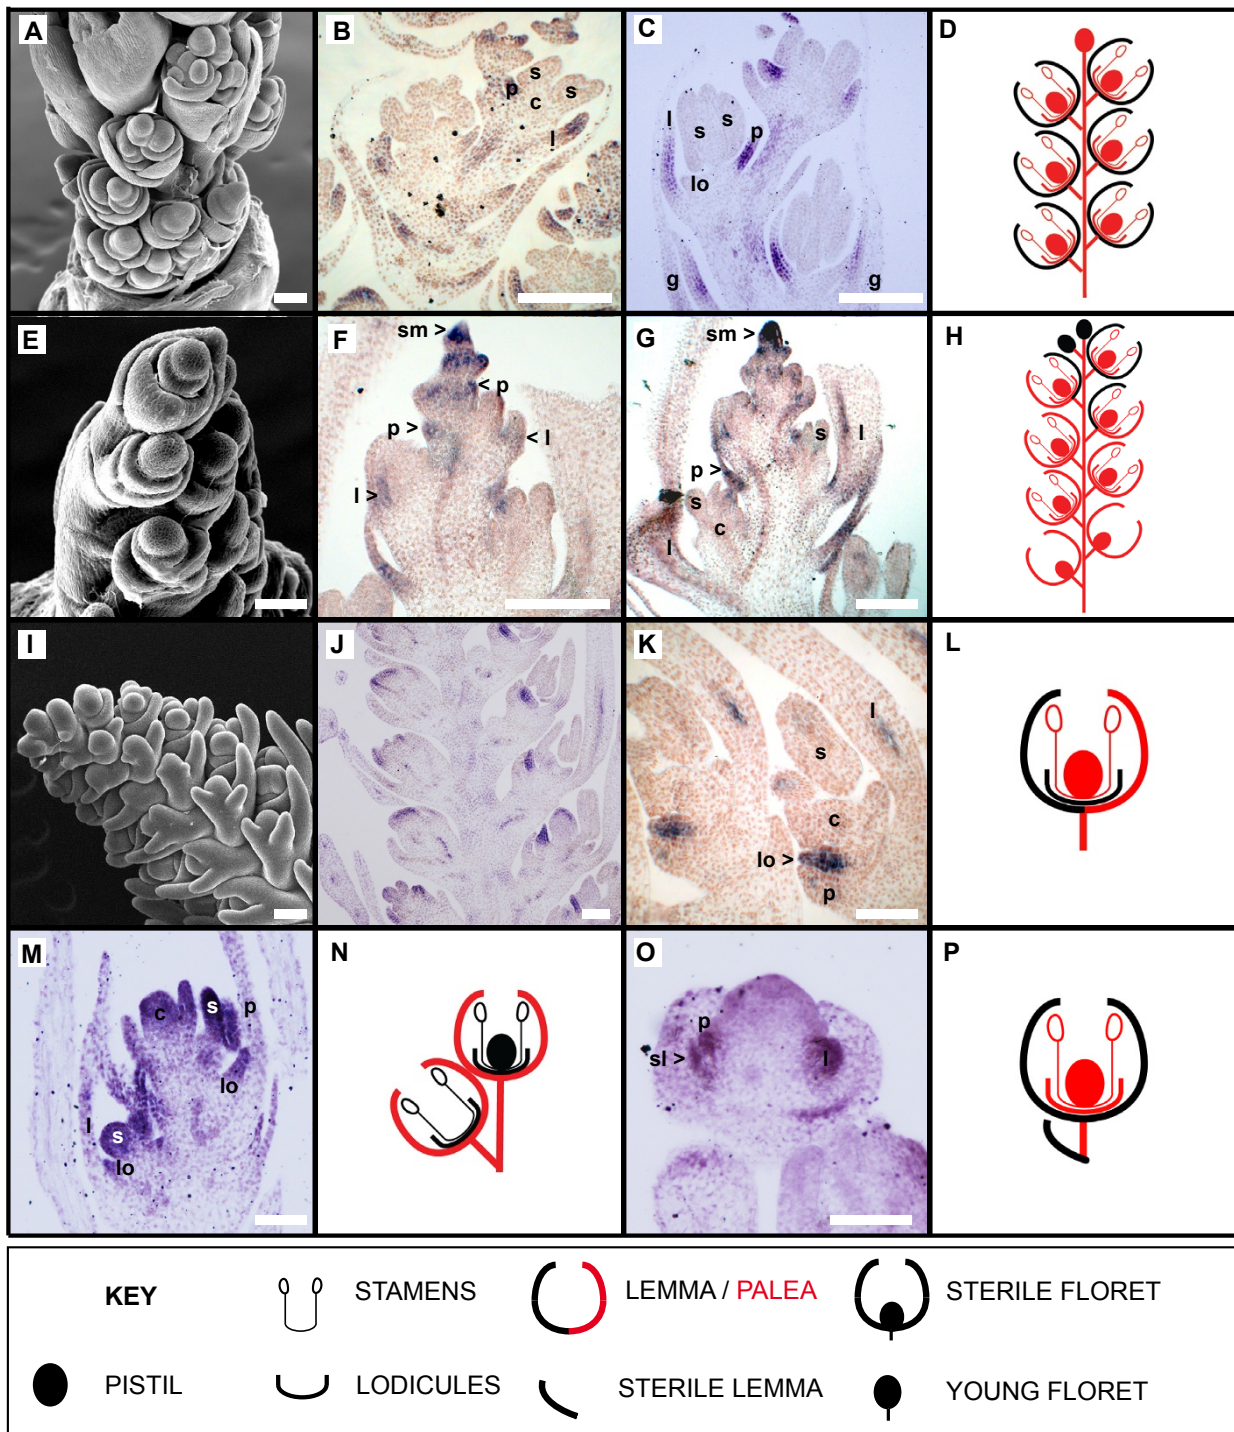 A
B
s
p
s
c
l
C
l
s
s
p
lo
g
g
D
E
F
sm >
< p
p >
< l
l >
G
sm >
s
l
p >
s
c
l
H
I
J
K
l
s
c
lo >
p
L
M
c
s
p
lo
l
s
lo
N
O
p
sl >
l
P
KEY
STAMENS
LEMMA / PALEA
STERILE FLORET
PISTIL
LODICULES
STERILE LEMMA
YOUNG FLORET